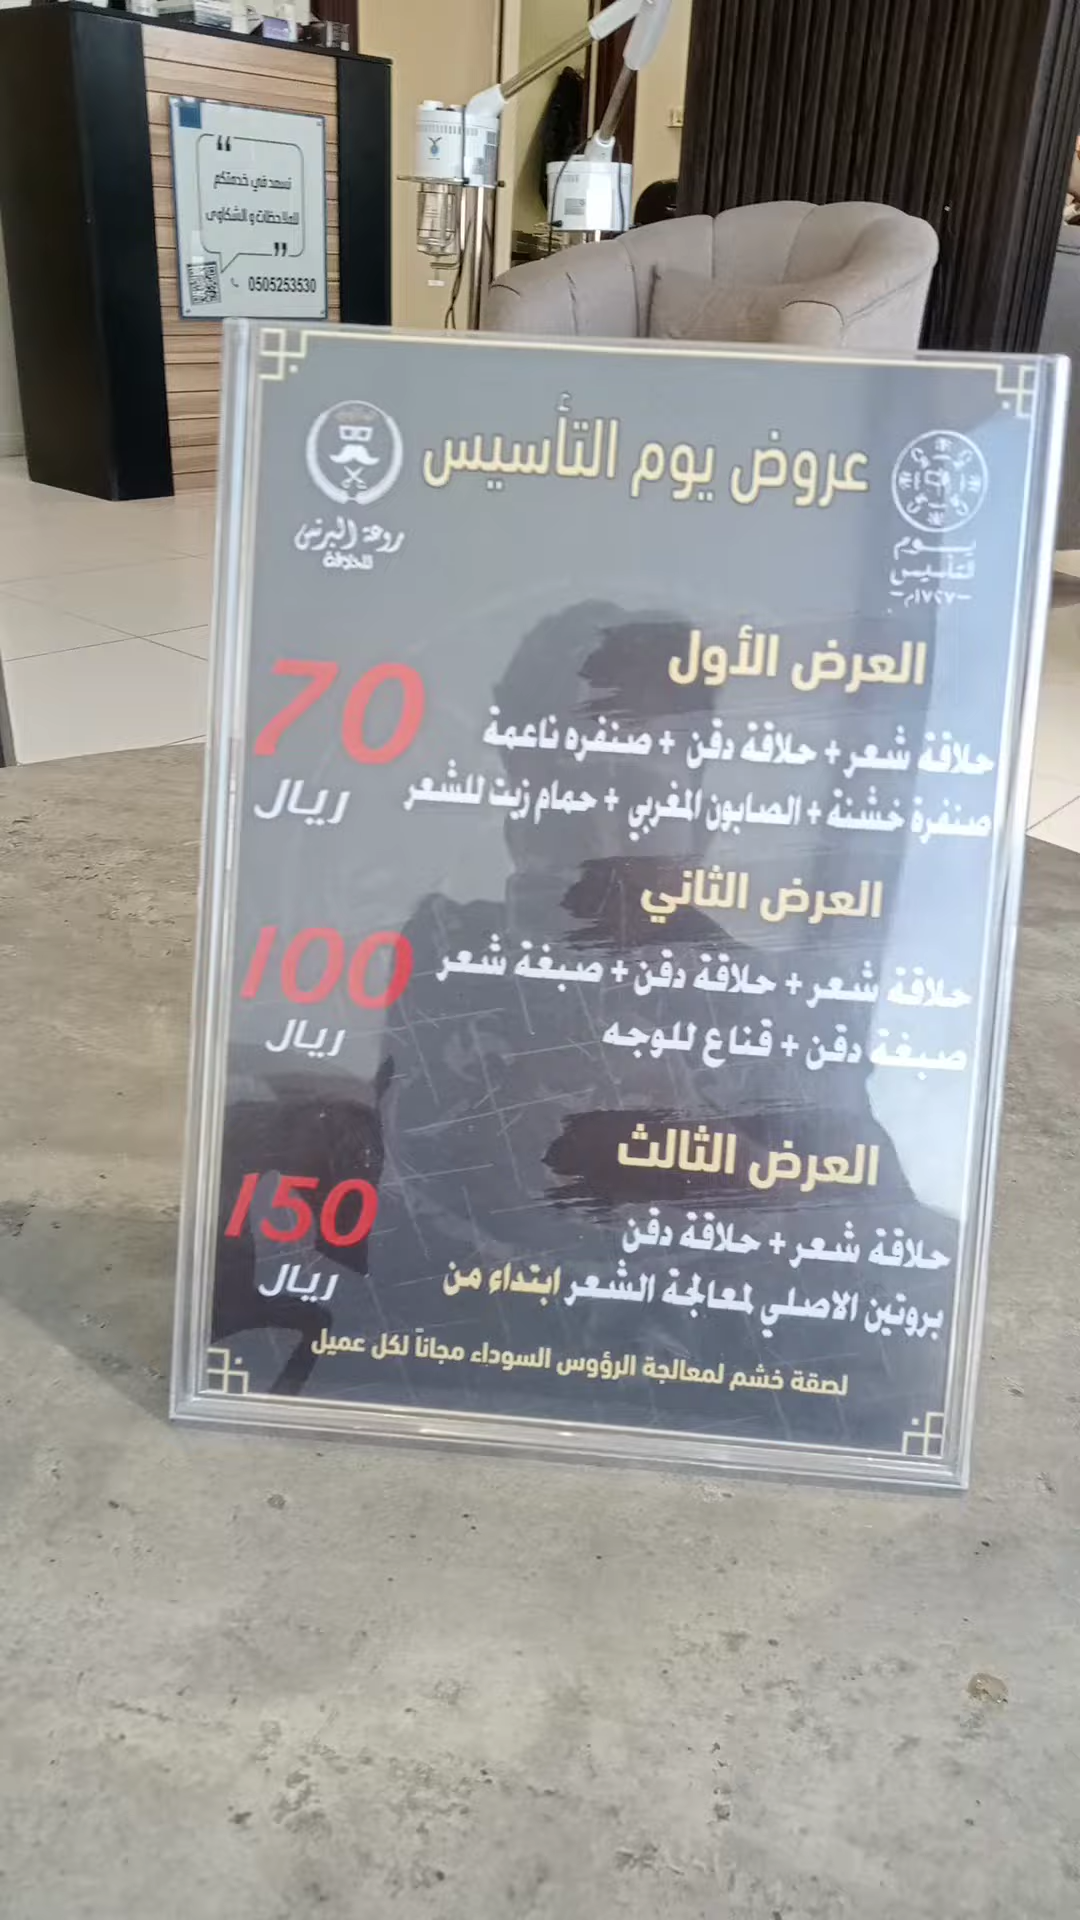 نسعد في خدمتكم
للملاحظات و الشكاوى
0505253530
عروض يوم التأسيس
روعة البرنس
للحلاقة
يوم
التأسيس
١٧٢٧م
العرض الأول
حلاقة شعر + حلاقة دقن + صنفره ناعمة
صنفرة خشنة + الصابون المغربي + حمام زيت للشعر
70
ريال
العرض الثاني
حلاقة شعر + حلاقة دقن + صبغة شعر
صبغة دقن + قناع للوجه
100
ريال
العرض الثالث
حلاقة شعر + حلاقة دقن
بروتين الاصلي لمعالجة الشعر ابتداء من
150
ريال
لصقة خشم لمعالجة الرؤوس السوداء مجاناً لكل عميل